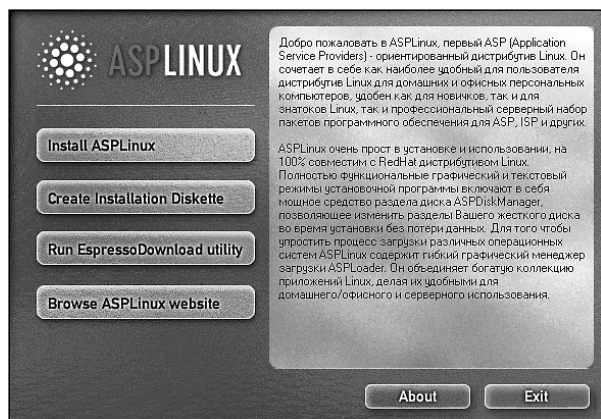 ASPLINUX
Install ASPLinux
Create Installation Diskette
Run EspressoDownload utility
Browse ASPLinux website
Добро пожаловать в ASPLinux, первый ASP (Application
Service Providers) - ориентированный дистрибутив Linux. Он
сочетает в себе как наиболее удобный для пользователя
дистрибутив Linux для домашних и офисных персональных
компьютеров, удобен как для новичков, так и для
знатоков Linux, так и профессиональный серверный набор
пакетов программного обеспечения для ASP, ISP и других.
ASPLinux очень прост в установке и использовании, на
100% совместим с RedHat дистрибутивом Linux.
Полностью функциональные графический и текстовый
режимы установочной программы включают в себя
мощное средство раздела диска ASPDiskManager,
позволяющее изменить разделы Вашего жесткого диска
во время установки без потери данных. Для того чтобы
упростить процесс загрузки различных операционных
систем ASPLinux содержит гибкий графический менеджер
загрузки ASPLoader. Он объединяет богатую коллекцию
приложений Linux, делая их удобными для
домашнего/офисного и серверного использования.
About
Exit